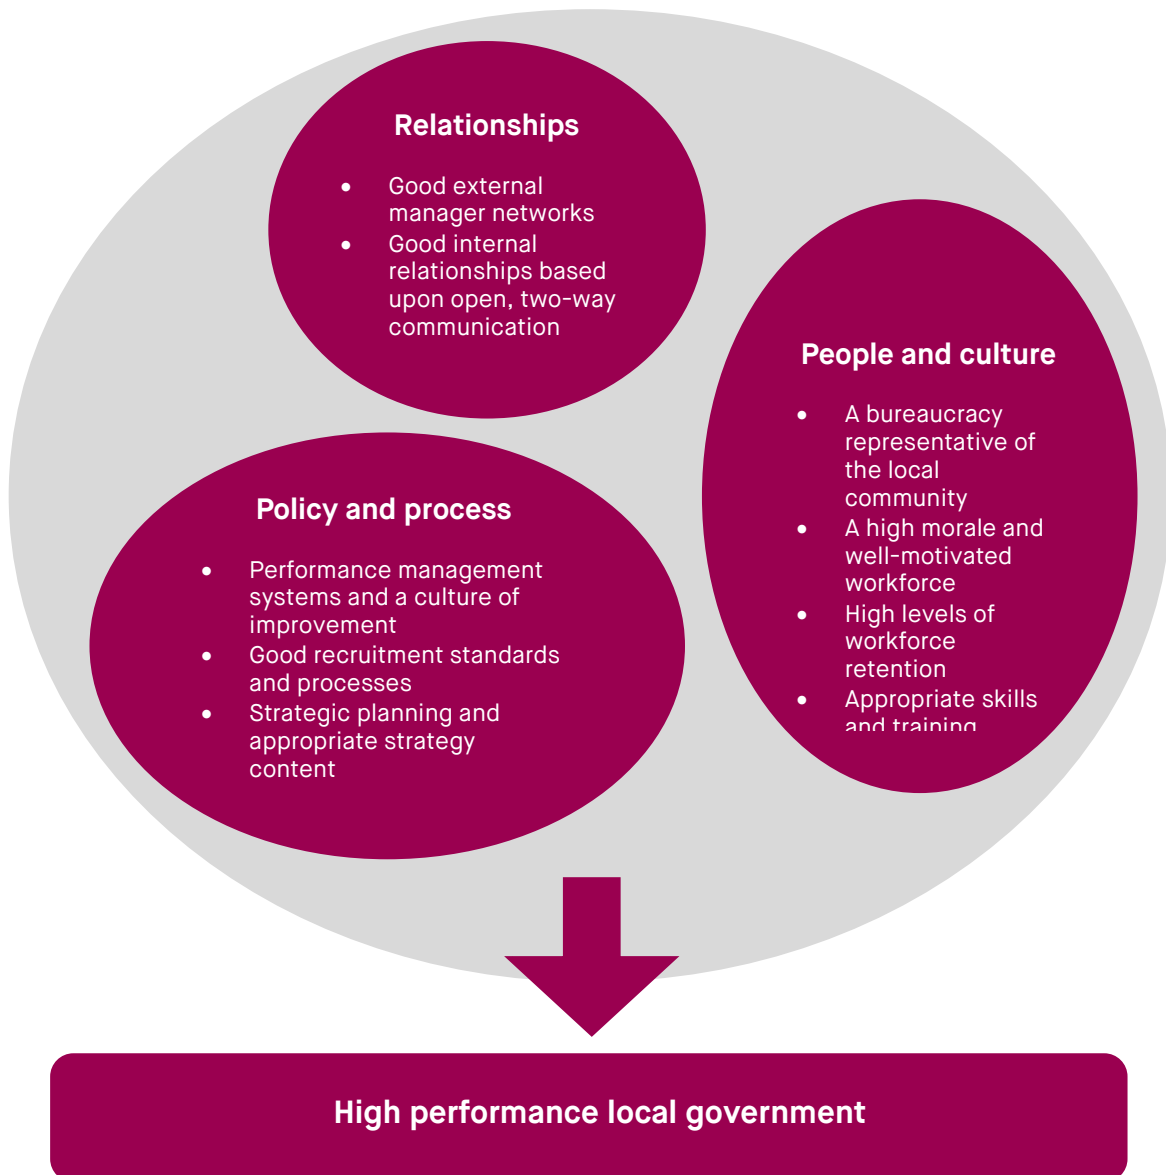 Relationships
• Good external
manager networks
• Good internal
relationships based
upon open, two-way
communication
People and culture
• A bureaucracy
representative of
the local
community
• A high morale and
well-motivated
workforce
• High levels of
workforce
retention
• Appropriate skills
and training
Policy and process
• Performance management
systems and a culture of
improvement
• Good recruitment standards
and processes
• Strategic planning and
appropriate strategy
content
High performance local government